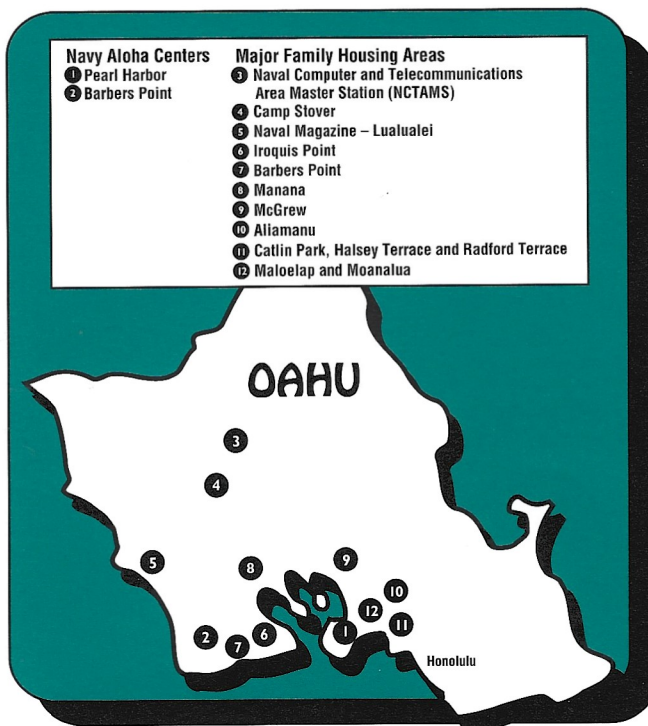 Navy Aloha Centers
1 Pearl Harbor
2 Barbers Point
Major Family Housing Areas
3 Naval Computer and Telecommunications
Area Master Station (NCTAMS)
4 Camp Stover
5 Naval Magazine – Lualualei
6 Iroquis Point
7 Barbers Point
8 Manana
9 McGrew
10 Aliamanu
11 Catlin Park, Halsey Terrace and Radford Terrace
12 Maloelap and Moanalua
OAHU
3
4
5
8
9
10
12
11
1
2
7
6
Honolulu